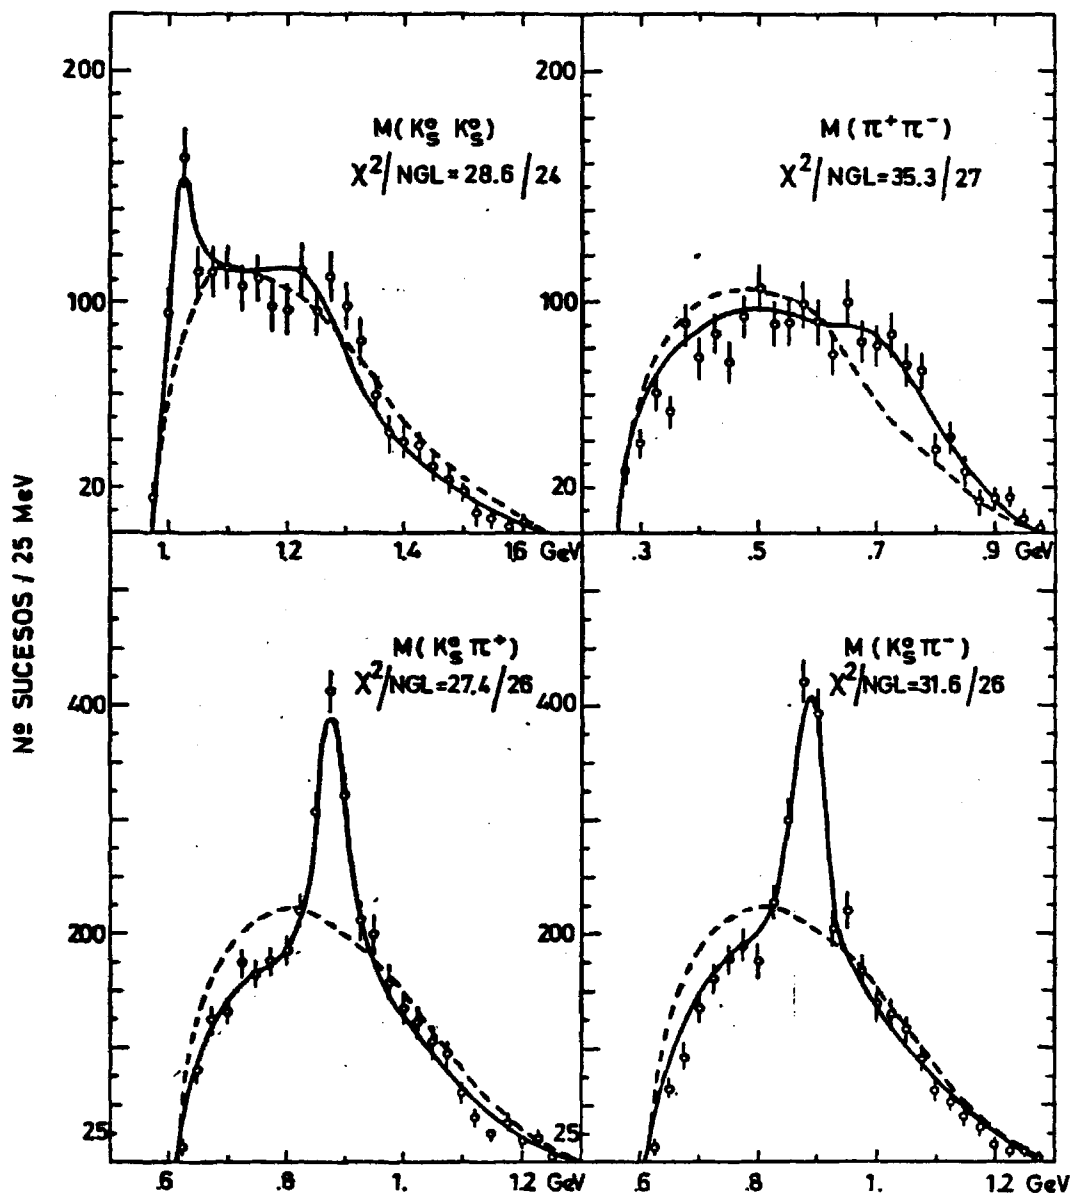 200
100
20
M(K⁰ₛ K⁰ₛ)
χ²/NGL=28.6/24
1. 1.2 1.4 1.6 GeV
200
100
20
M(π⁺π⁻)
χ²/NGL=35.3/27
.3 .5 .7 .9 GeV
Nº SUCESOS / 25 MeV
400
200
25
M(K⁰ₛπ⁺)
χ²/NGL=27.4/26
.6 .8 1. 1.2 GeV
400
200
25
M(K⁰ₛπ⁻)
χ²/NGL=31.6/26
.6 .8 1. 1.2 GeV